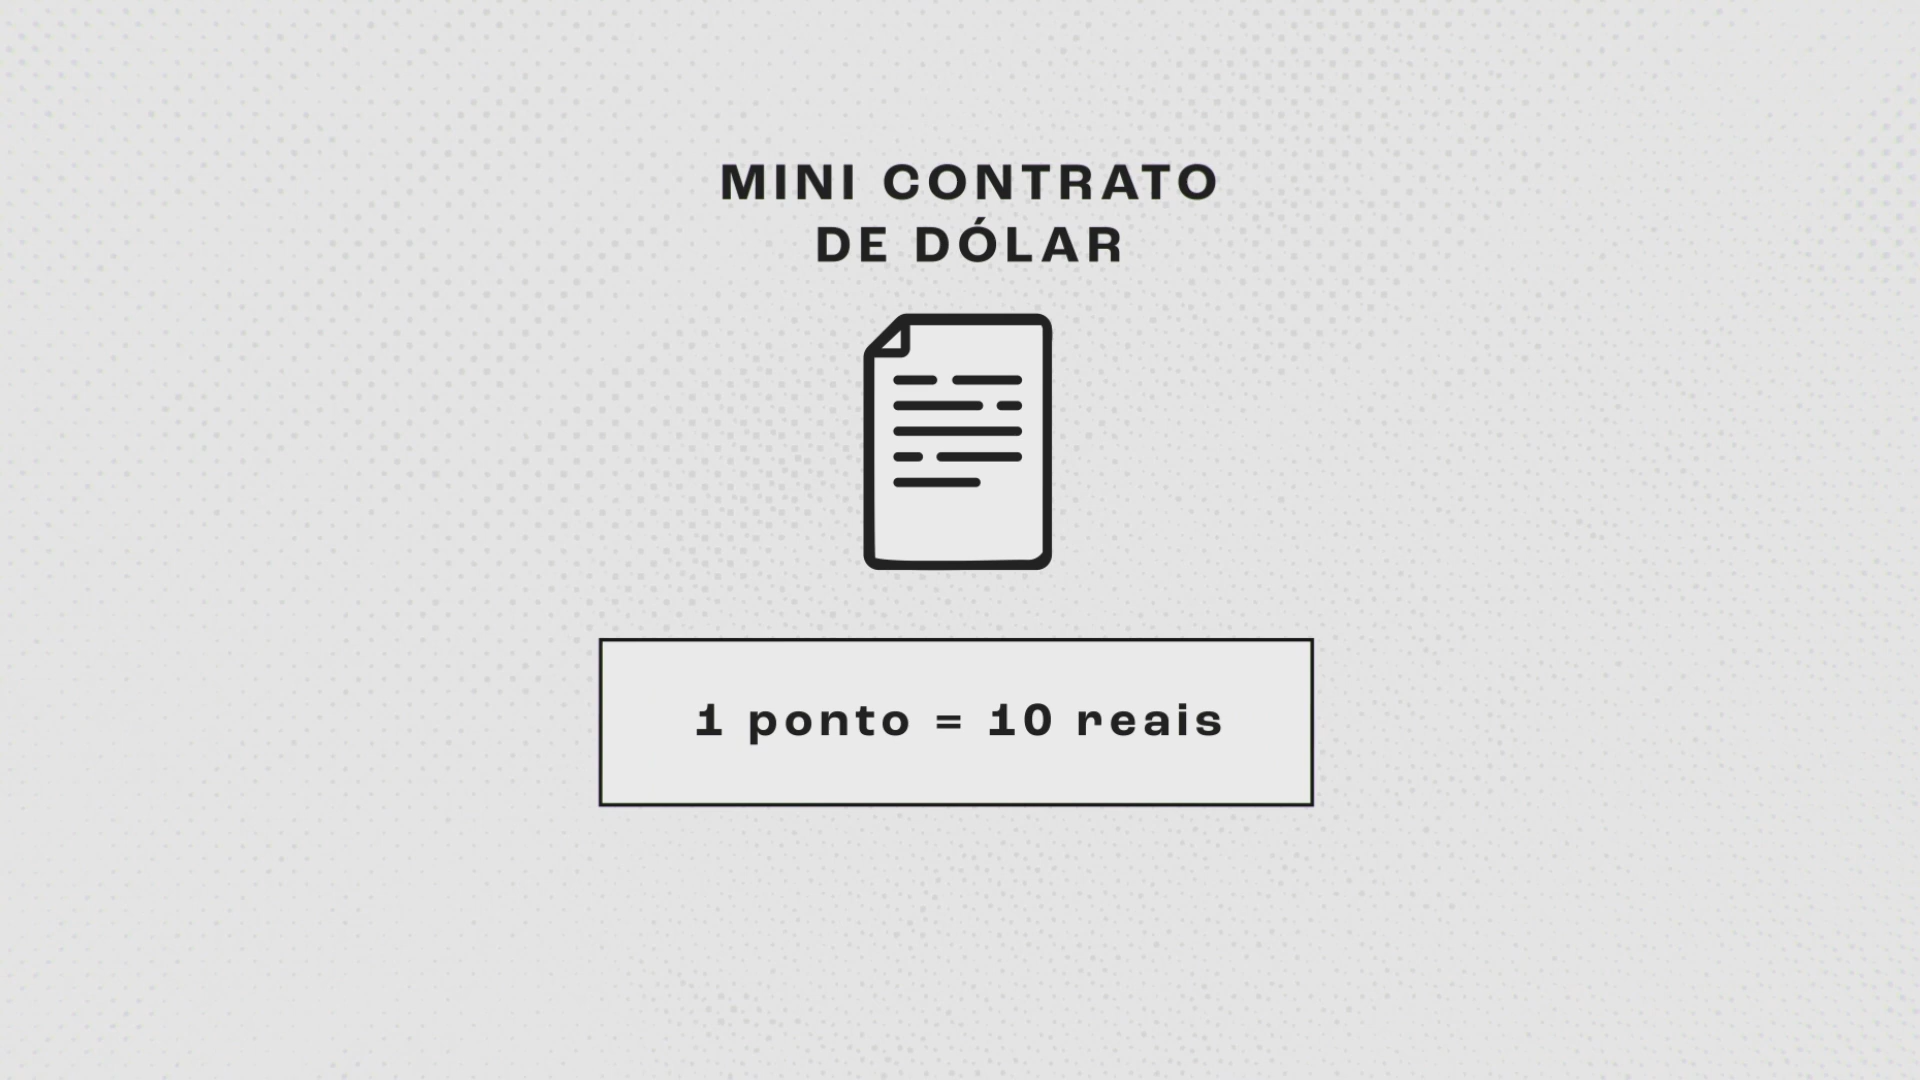 MINI CONTRATO
DE DÓLAR
1 ponto = 10 reais